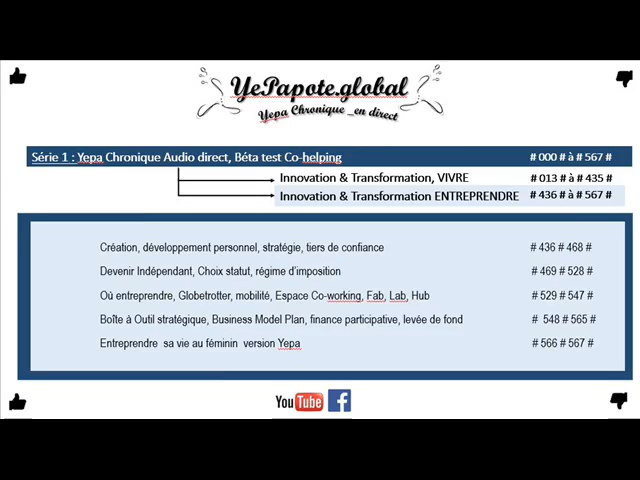 YePapote.global
Yepa Chronique _en direct
Série 1 : Yepa Chronique Audio direct, Béta test Co-helping # 000 # à # 567 #
Innovation & Transformation, VIVRE # 013 # à # 435 #
Innovation & Transformation ENTREPRENDRE # 436 # à # 567 #
Création, développement personnel, stratégie, tiers de confiance # 436 # 468 #
Devenir Indépendant, Choix statut, régime d'imposition # 469 # 528 #
Où entreprendre, Globetrotter, mobilité, Espace Co-working, Fab, Lab, Hub # 529 # 547 #
Boîte à Outil stratégique, Business Model Plan, finance participative, levée de fond # 548 # 565 #
Entreprendre sa vie au féminin version Yepa # 566 # 567 #
YouTube f